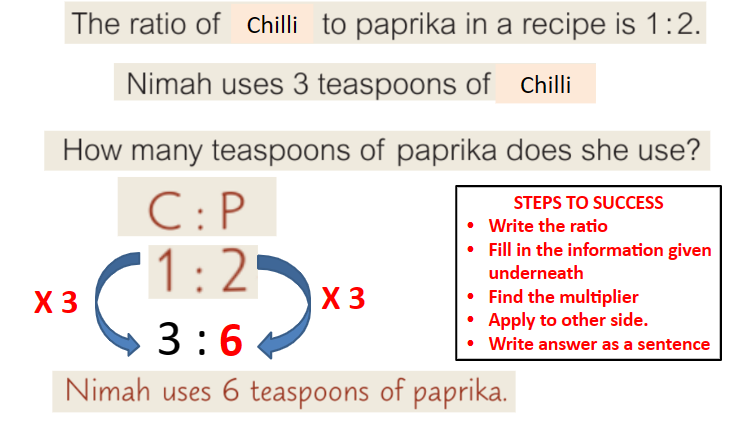 The ratio of Chilli to paprika in a recipe is 1:2.
Nimah uses 3 teaspoons of Chilli
How many teaspoons of paprika does she use?
C : P
1 : 2
X 3
X 3
3 : 6
Nimah uses 6 teaspoons of paprika.
STEPS TO SUCCESS
• Write the ratio
• Fill in the information given
underneath
• Find the multiplier
• Apply to other side.
• Write answer as a sentence